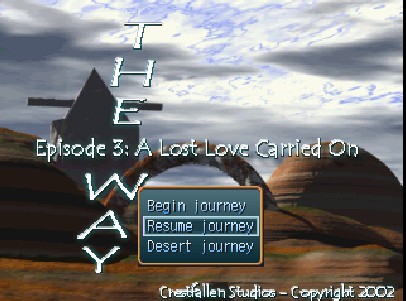 THE WAY
Episode 3: A Lost Love Carried On
Begin journey
Resume journey
Desert journey
Crestfallen Studios - Copyright 2002